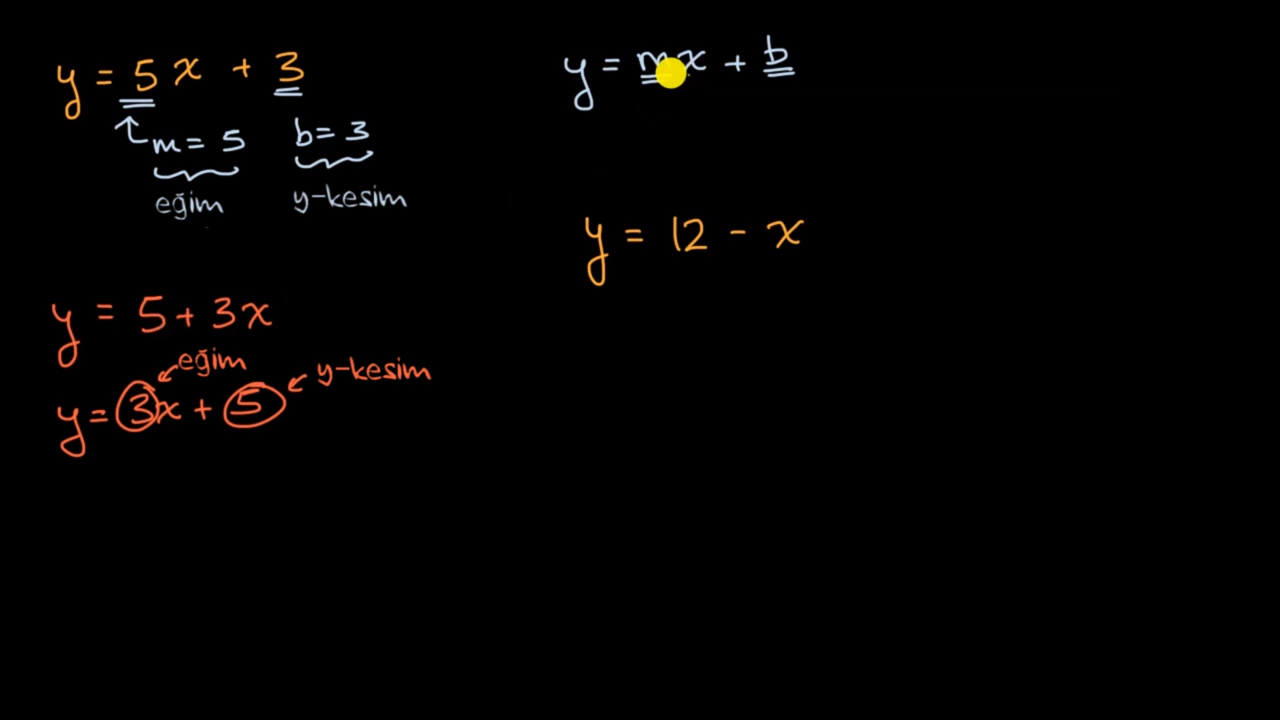 y = 5x + 3
m = 5 b = 3
eğim y-kesim
y = 5 + 3x
eğim y-kesim
y = 3x + 5
y = mx + b
y = 12 - x